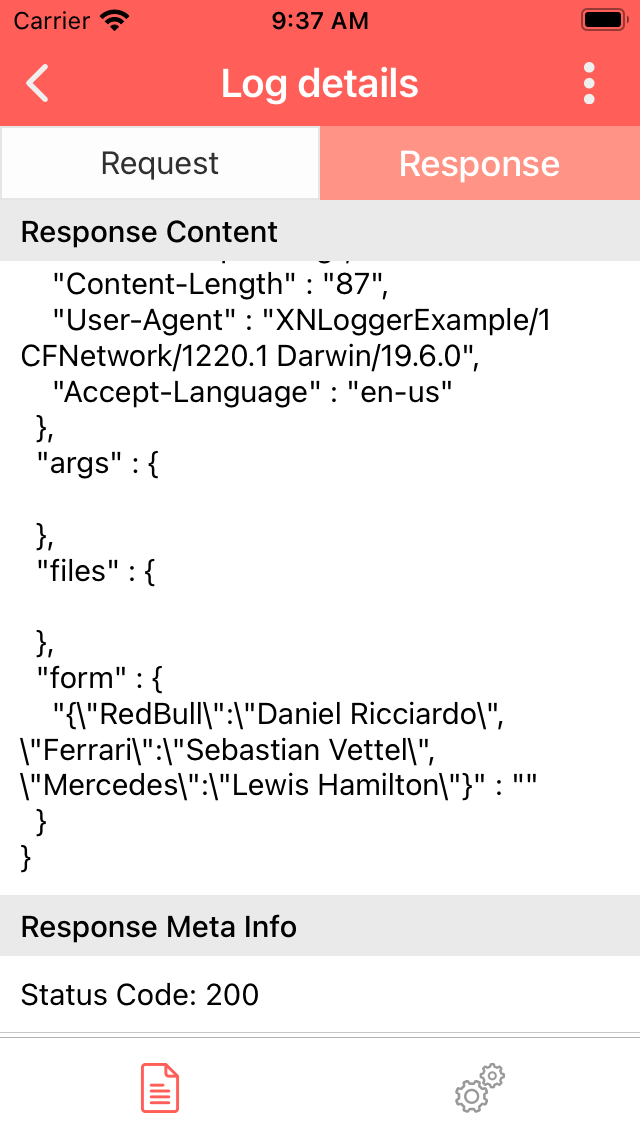 Carrier 9:37 AM
Log details
Request Response
Response Content
"Content-Length" : "87",
"User-Agent" : "XNLoggerExample/1
CFNetwork/1220.1 Darwin/19.6.0",
"Accept-Language" : "en-us"
},
"args" : {
},
"files" : {
},
"form" : {
"{\"RedBull\":\"Daniel Ricciardo\",
\"Ferrari\":\"Sebastian Vettel\",
\"Mercedes\":\"Lewis Hamilton\"}" : ""
}
}
Response Meta Info
Status Code: 200